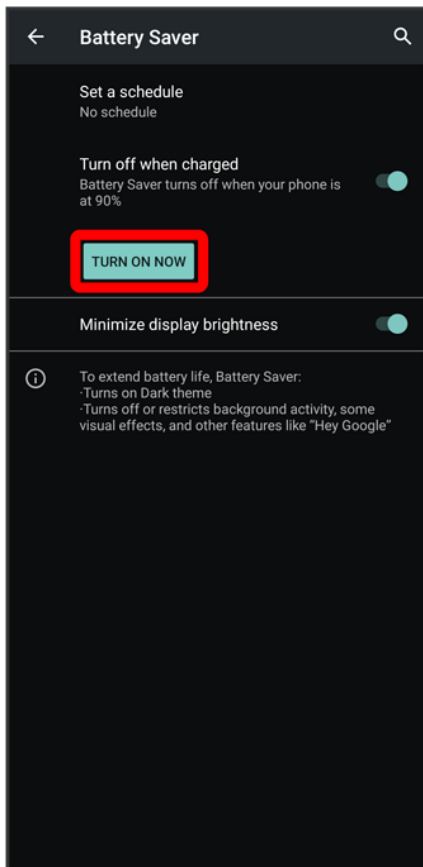 Battery Saver
Set a schedule
No schedule
Turn off when charged
Battery Saver turns off when your phone is
at 90%
TURN ON NOW
Minimize display brightness
To extend battery life, Battery Saver:
·Turns on Dark theme
·Turns off or restricts background activity, some
visual effects, and other features like “Hey Google”